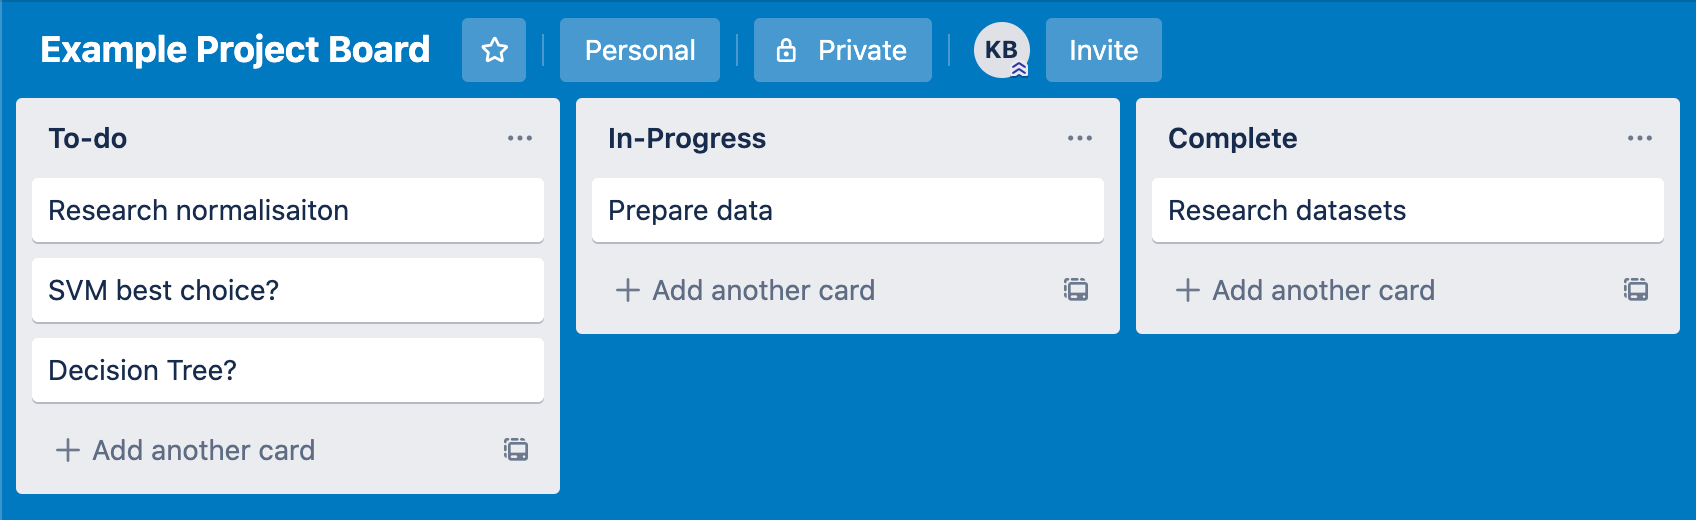 Example Project Board
Personal
Private
KB
Invite
To-do
Research normalisaiton
SVM best choice?
Decision Tree?
Add another card
In-Progress
Prepare data
Add another card
Complete
Research datasets
Add another card